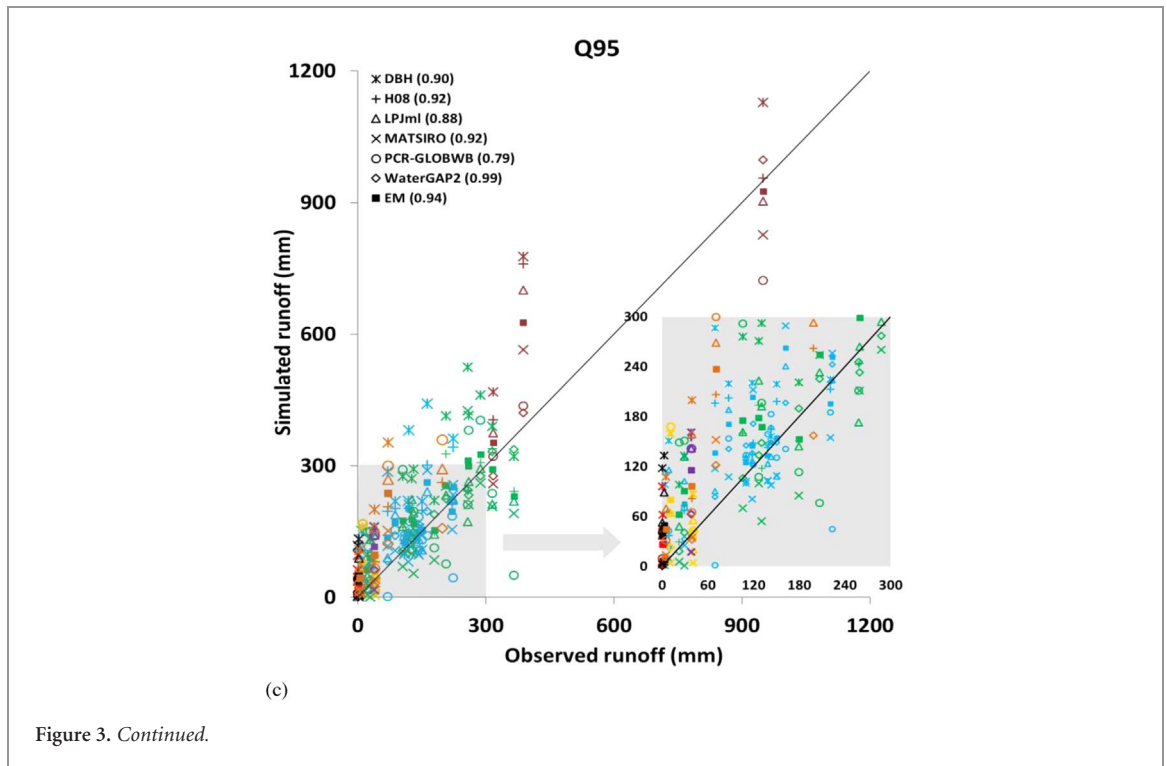 Q95
1200
900
600
300
0
Simulated runoff (mm)
DBH (0.90)
H08 (0.92)
LPJml (0.88)
MATSIRO (0.92)
PCR-GLOBWB (0.79)
WaterGAP2 (0.99)
EM (0.94)
300
240
180
120
60
0
0 60 120 180 240 300
0 300 600 900 1200
Observed runoff (mm)
(c)
Figure 3. Continued.